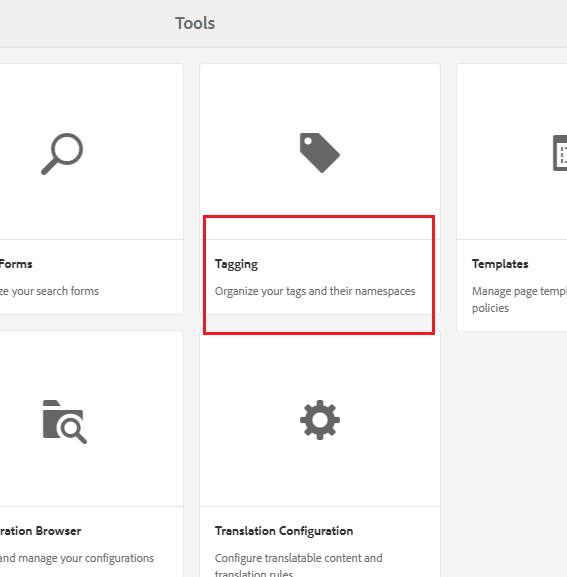 Tools
Forms
ze your search forms
Tagging
Organize your tags and their namespaces
Templates
Manage page templ
policies
ration Browser
and manage your configurations
Translation Configuration
Configure translatable content and
translation rules